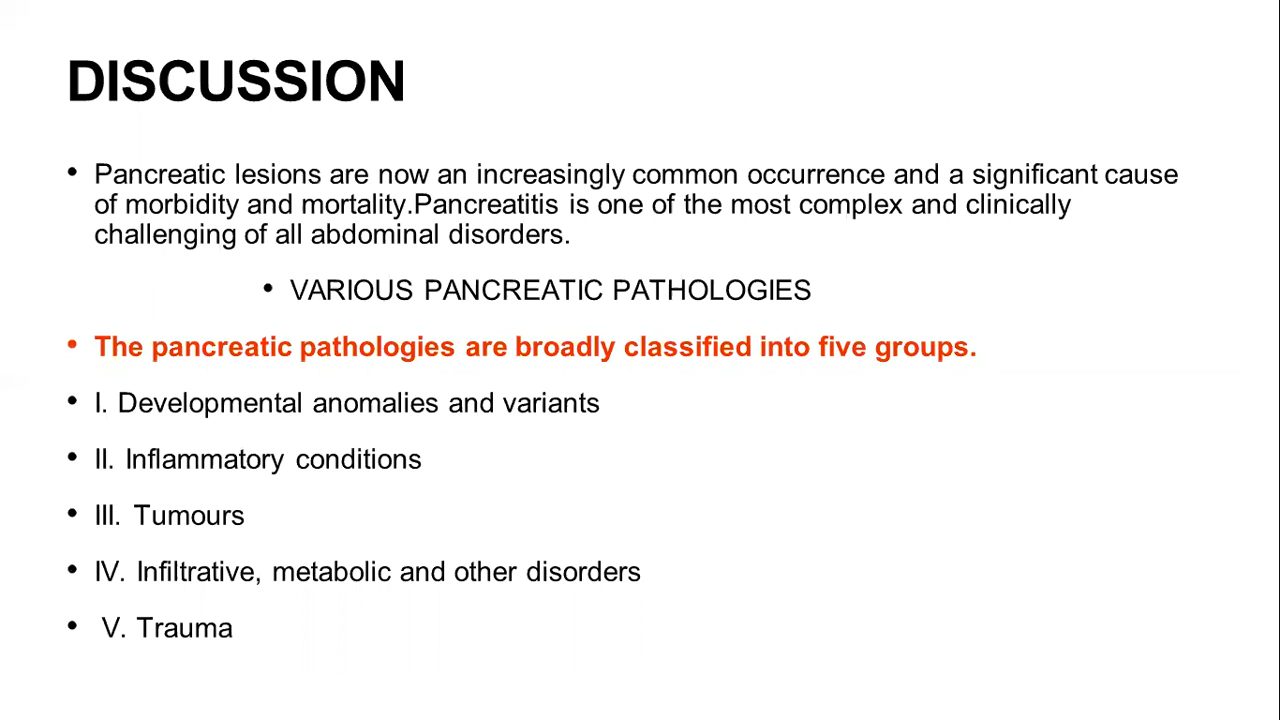 DISCUSSION
• Pancreatic lesions are now an increasingly common occurrence and a significant cause
of morbidity and mortality.Pancreatitis is one of the most complex and clinically
challenging of all abdominal disorders.
• VARIOUS PANCREATIC PATHOLOGIES
• The pancreatic pathologies are broadly classified into five groups.
• I. Developmental anomalies and variants
• II. Inflammatory conditions
• III. Tumours
• IV. Infiltrative, metabolic and other disorders
• V. Trauma